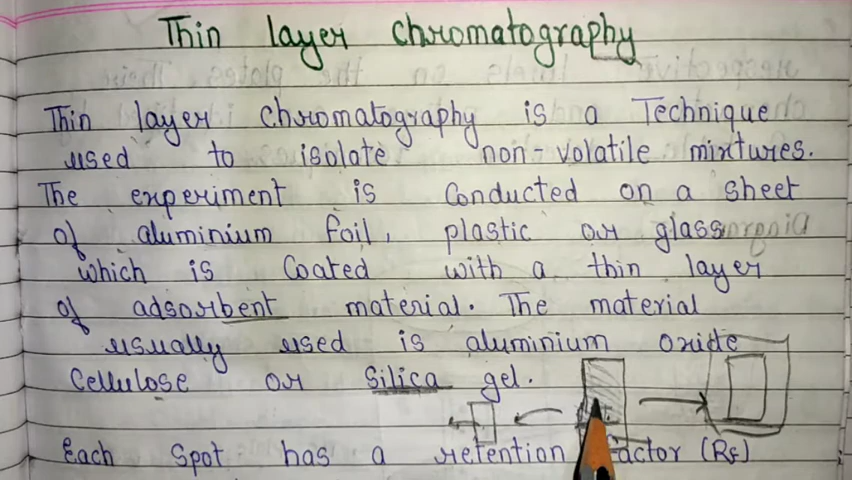 Thin layer chromatography
Thin layer chromatography is a Technique
used to isolate non-volatile mixtures.
The experiment is Conducted on a sheet
of aluminium foil, plastic or glass
which is Coated with a thin layer
of adsorbent material. The material
usually used is aluminium oxide
Cellulose or silica gel.
Each spot has a retention factor (Rf)